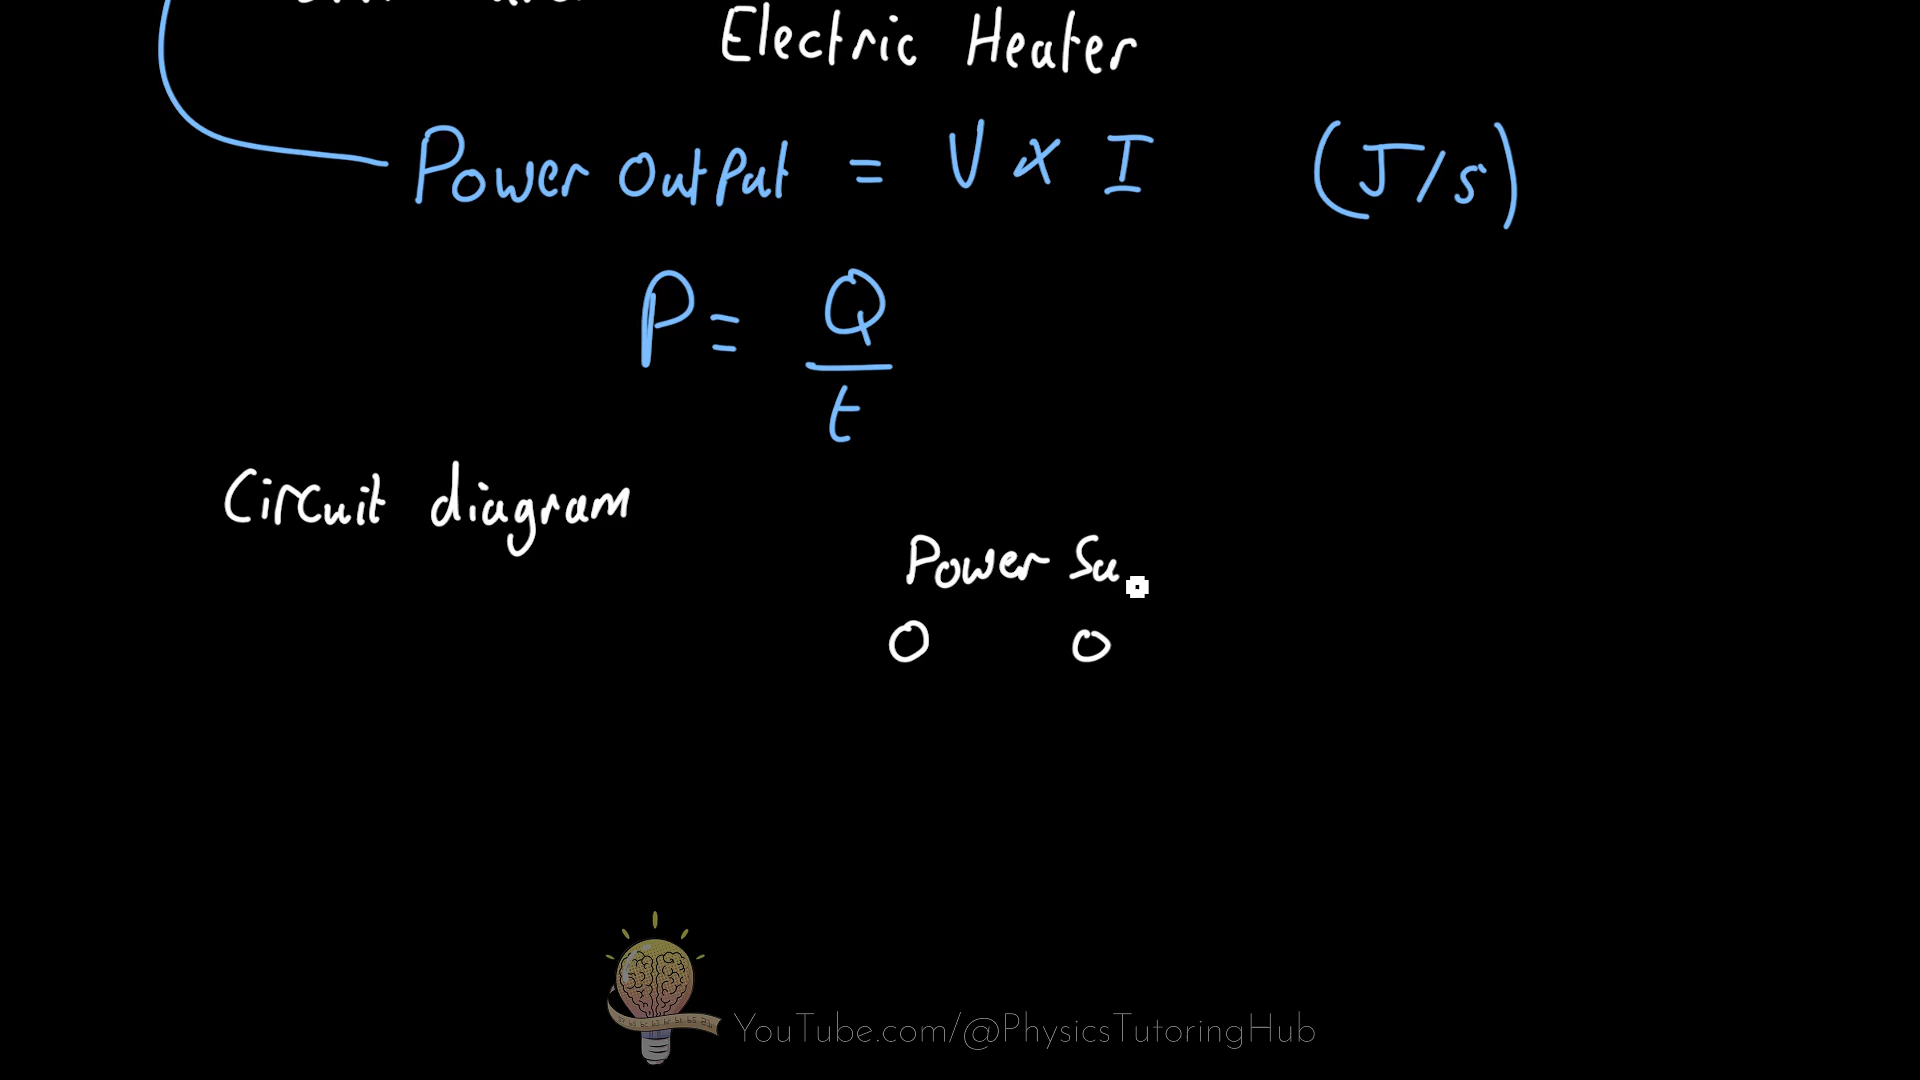 Electric Heater
Power Output = V × I (J/s)
P = Q
t
Circuit diagram
Power Su
YouTube.com/@PhysicsTutoringHub